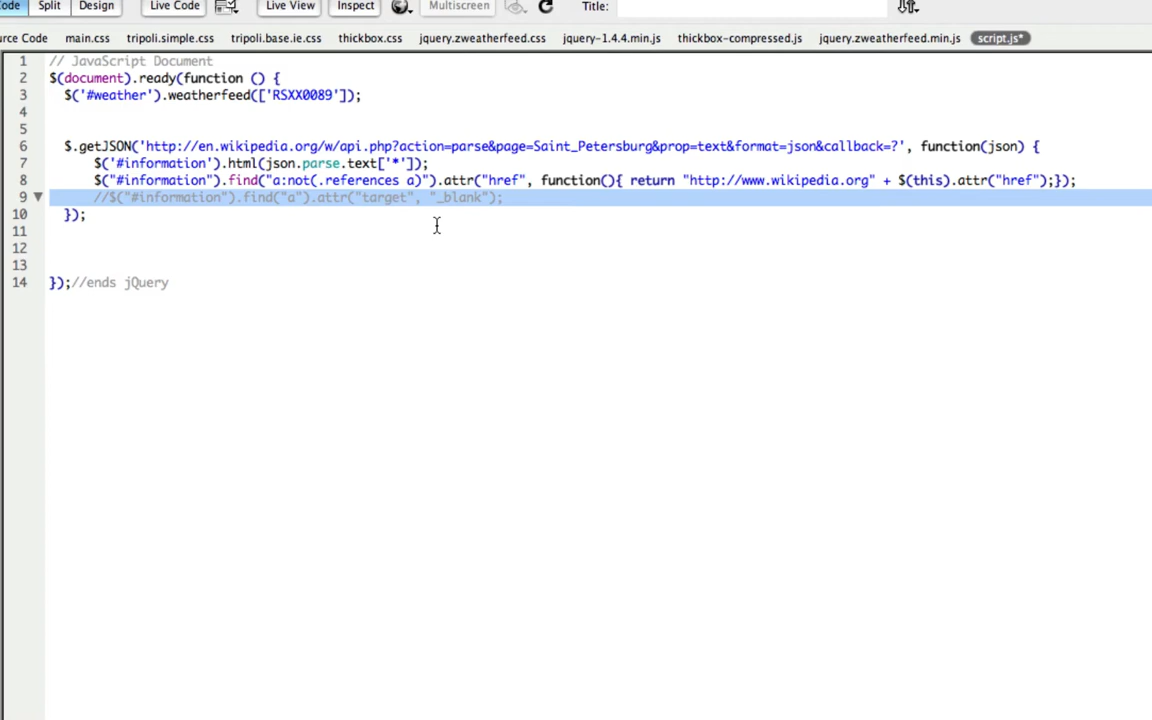 ode Split Design Live Code Live View Inspect Multiscreen Title:
urce Code main.css tripoli.simple.css tripoli.base.ie.css thickbox.css jquery.zweatherfeed.css jquery-1.4.4.min.js thickbox-compressed.js jquery.zweatherfeed.min.js script.js*
1 // JavaScript Document
2 $(document).ready(function () {
3 $('#weather').weatherfeed(['RSXX0089']);
4
5
6 $.getJSON('http://en.wikipedia.org/w/api.php?action=parse&page=Saint_Petersburg&prop=text&format=json&callback=?', function(json) {
7 $('#information').html(json.parse.text['*']);
8 $("#information").find("a:not(.references a)").attr("href", function(){ return "http://www.wikipedia.org" + $(this).attr("href");});
9 //$("#information").find("a").attr("target", "_blank");
10 });
11
12
13
14 });//ends jQuery